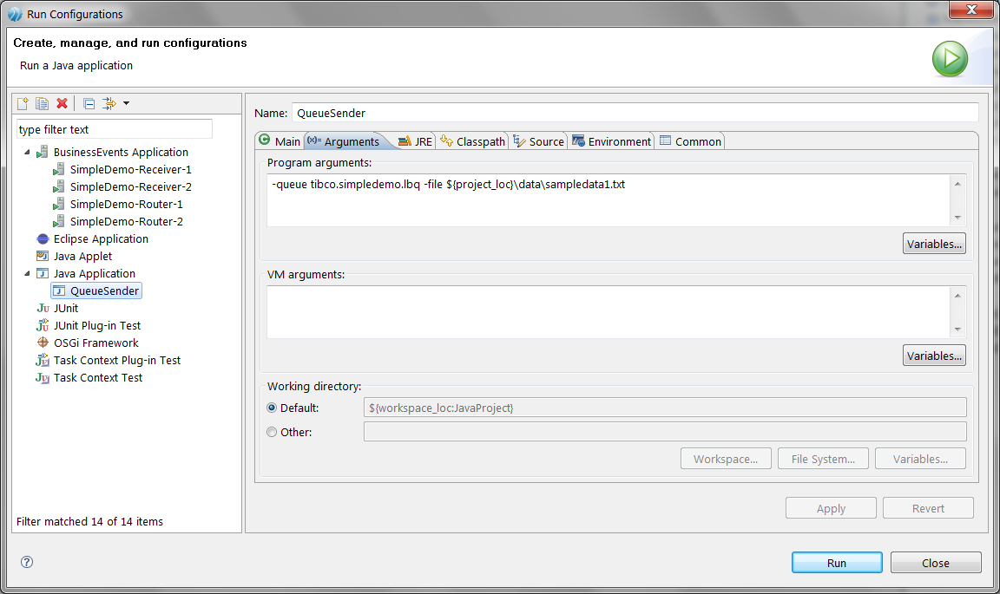 Run Configurations
Create, manage, and run configurations
Run a Java application
type filter text
BusinessEvents Application
SimpleDemo-Receiver-1
SimpleDemo-Receiver-2
SimpleDemo-Router-1
SimpleDemo-Router-2
Eclipse Application
Java Applet
Java Application
QueueSender
JUnit
JUnit Plug-in Test
OSGi Framework
Task Context Plug-in Test
Task Context Test
Filter matched 14 of 14 items
Name: QueueSender
Main Arguments JRE Classpath Source Environment Common
Program arguments:
-queue tibco.simpledemo.lbq -file ${project_loc}\data\sampledata1.txt
Variables...
VM arguments:
Variables...
Working directory:
Default: ${workspace_loc:JavaProject}
Other:
Workspace... File System... Variables...
Apply Revert
Run Close